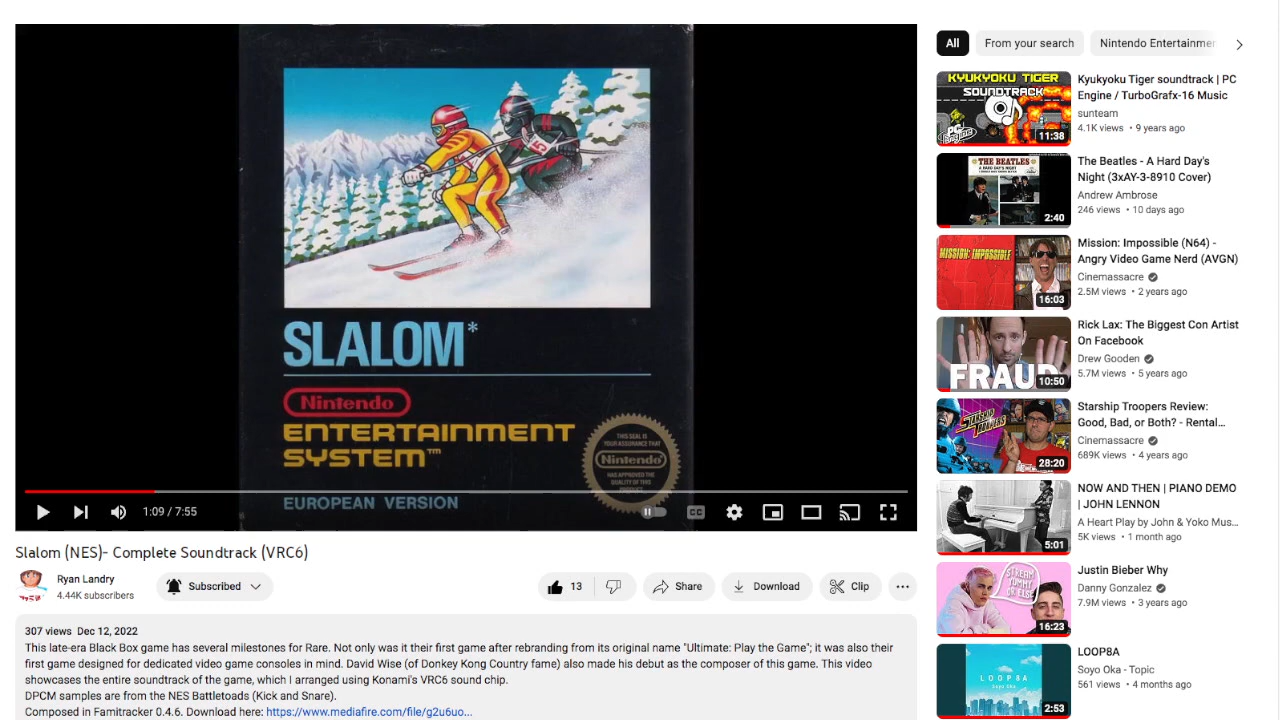 SLALOM*
Nintendo
ENTERTAINMENT
SYSTEM™
EUROPEAN VERSION
THIS SEAL IS
YOUR ASSURANCE THAT
Nintendo
HAS APPROVED THE
QUALITY OF THIS
PRODUCT
1:09 / 7:55
CC
Slalom (NES)- Complete Soundtrack (VRC6)
Ryan Landry
4.44K subscribers
Subscribed
13
Share
Download
Clip
307 views Dec 12, 2022
This late-era Black Box game has several milestones for Rare. Not only was it their first game after rebranding from its original name "Ultimate: Play the Game"; it was also their
first game designed for dedicated video game consoles in mind. David Wise (of Donkey Kong Country fame) also made his debut as the composer of this game. This video
showcases the entire soundtrack of the game, which I arranged using Konami's VRC6 sound chip.
DPCM samples are from the NES Battletoads (Kick and Snare).
Composed in Famitracker 0.4.6. Download here: https://www.mediafire.com/file/g2u6uo...
All
From your search
Nintendo Entertainmer
KYUKYOKU TIGER
SOUNDTRACK
PC
11:38
Kyukyoku Tiger soundtrack | PC
Engine / TurboGrafx-16 Music
sunteam
4.1K views • 9 years ago
THE BEATLES
A HARD DAY'S NIGHT
2:40
The Beatles - A Hard Day's
Night (3xAY-3-8910 Cover)
Andrew Ambrose
246 views • 10 days ago
MISSION: IMPOSSIBLE
16:03
Mission: Impossible (N64) -
Angry Video Game Nerd (AVGN)
Cinemassacre
2.5M views • 2 years ago
FRAUD
10:50
Rick Lax: The Biggest Con Artist
On Facebook
Drew Gooden
5.7M views • 5 years ago
STARSHIP
TROOPERS
28:20
Starship Troopers Review:
Good, Bad, or Both? - Rental...
Cinemassacre
689K views • 4 years ago
5:01
NOW AND THEN | PIANO DEMO
| JOHN LENNON
A Heart Play by John & Yoko Mus...
5K views • 1 month ago
STREAM
YUMMY
OR ELSE
16:23
Justin Bieber Why
Danny Gonzalez
7.9M views • 3 years ago
LOOP8A
Soyo Oka
2:53
LOOP8A
Soyo Oka - Topic
561 views • 4 months ago